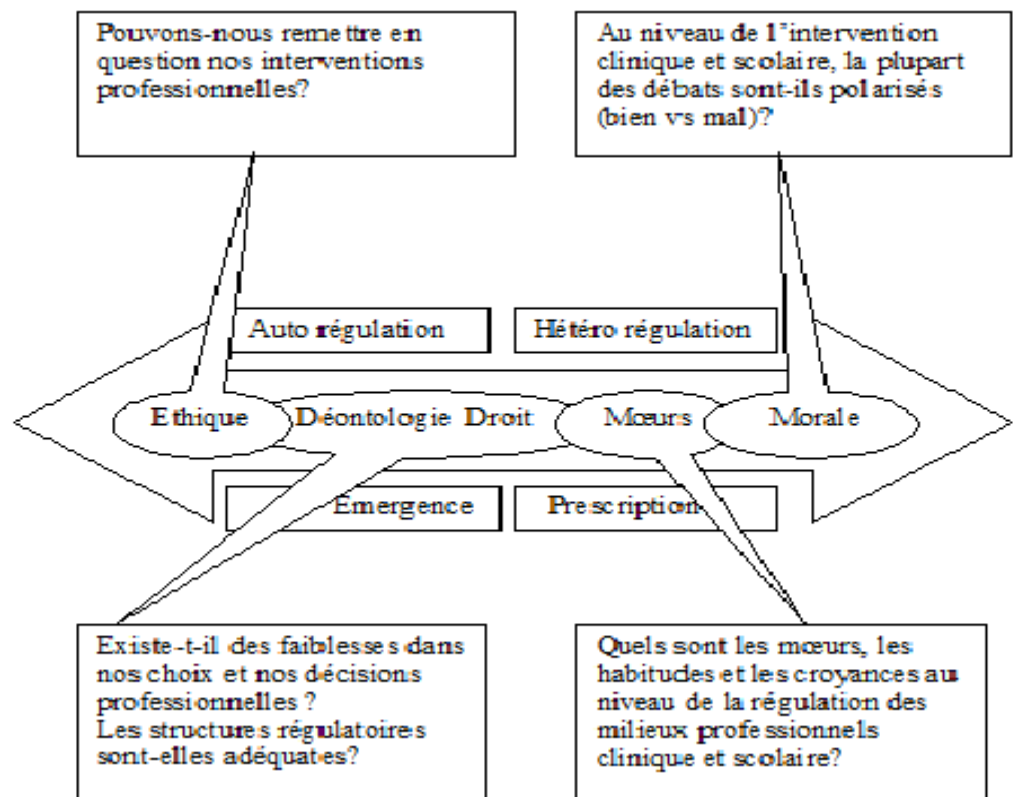 Pouvons-nous remettre en
question nos interventions
professionnelles?
Au niveau de l'intervention
clinique et scolaire, la plupart
des débats sont-ils polarisés
(bien vs mal)?
Auto régulation
Hétéro régulation
Ethique
Déontologie Droit
Mœurs
Morale
Emergence
Prescription
Existe-t-il des faiblesses dans
nos choix et nos décisions
professionnelles ?
Les structures régulatoires
sont-elles adéquates?
Quels sont les mœurs, les
habitudes et les croyances au
niveau de la régulation des
milieux professionnels
clinique et scolaire?